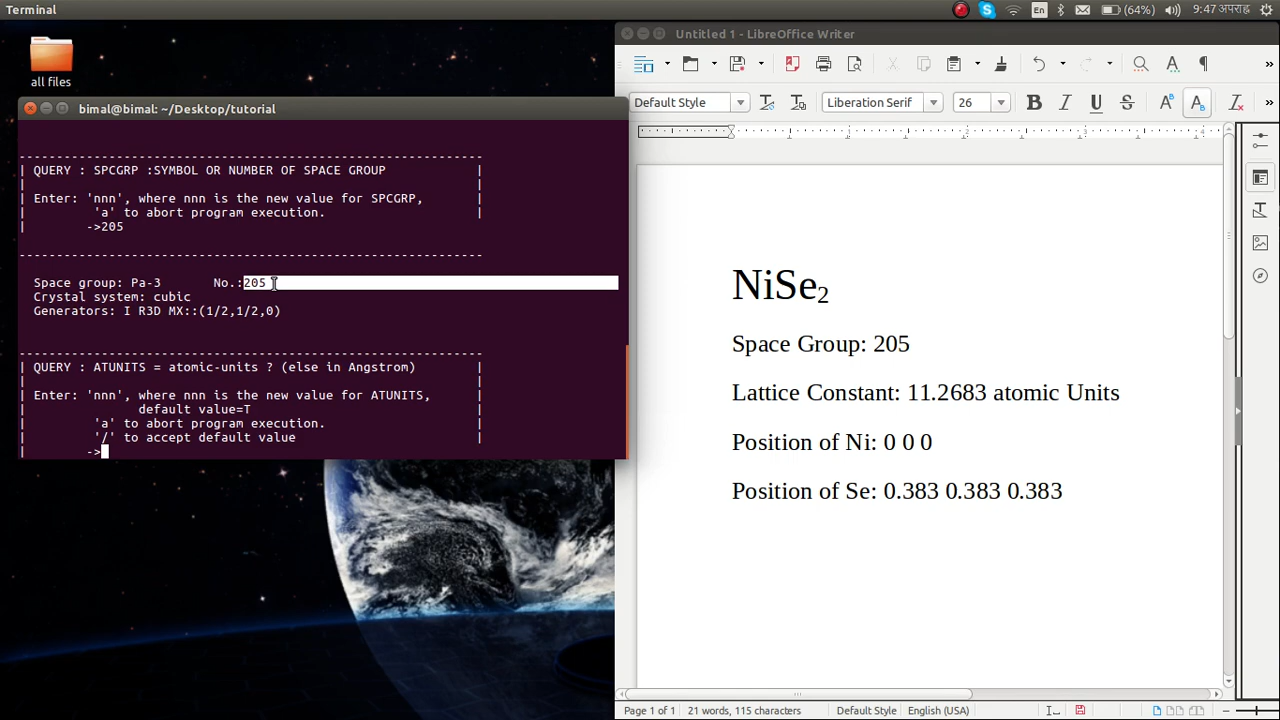 Terminal
En
(64%)
9:47 अपराह्न
all files
bimal@bimal: ~/Desktop/tutorial
-------------------------------------------------------------
| QUERY : SPCGRP :SYMBOL OR NUMBER OF SPACE GROUP |
| |
| Enter: 'nnn', where nnn is the new value for SPCGRP, |
| 'a' to abort program execution. |
| ->205
-------------------------------------------------------------
Space group: Pa-3 No.:205
Crystal system: cubic
Generators: I R3D MX::(1/2,1/2,0)
-------------------------------------------------------------
| QUERY : ATUNITS = atomic-units ? (else in Angstrom) |
| |
| Enter: 'nnn', where nnn is the new value for ATUNITS, |
| default value=T |
| 'a' to abort program execution. |
| '/' to accept default value |
| ->
Untitled 1 - LibreOffice Writer
Default Style
Liberation Serif
26
NiSe2
Space Group: 205
Lattice Constant: 11.2683 atomic Units
Position of Ni: 0 0 0
Position of Se: 0.383 0.383 0.383
Page 1 of 1 21 words, 115 characters Default Style English (USA)